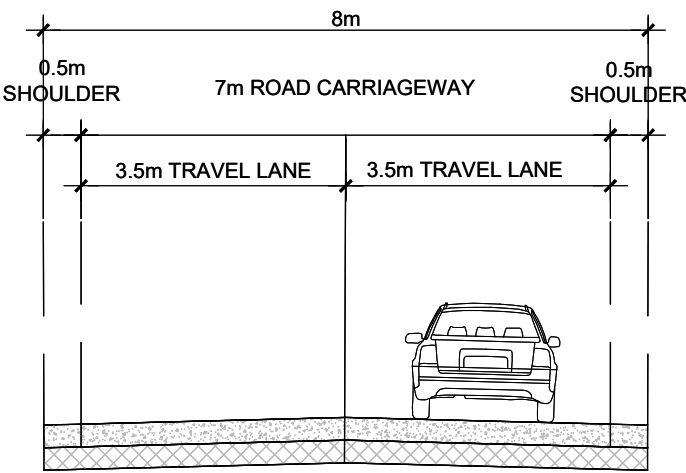 8m
0.5m
SHOULDER
7m ROAD CARRIAGEWAY
0.5m
SHOULDER
3.5m TRAVEL LANE
3.5m TRAVEL LANE